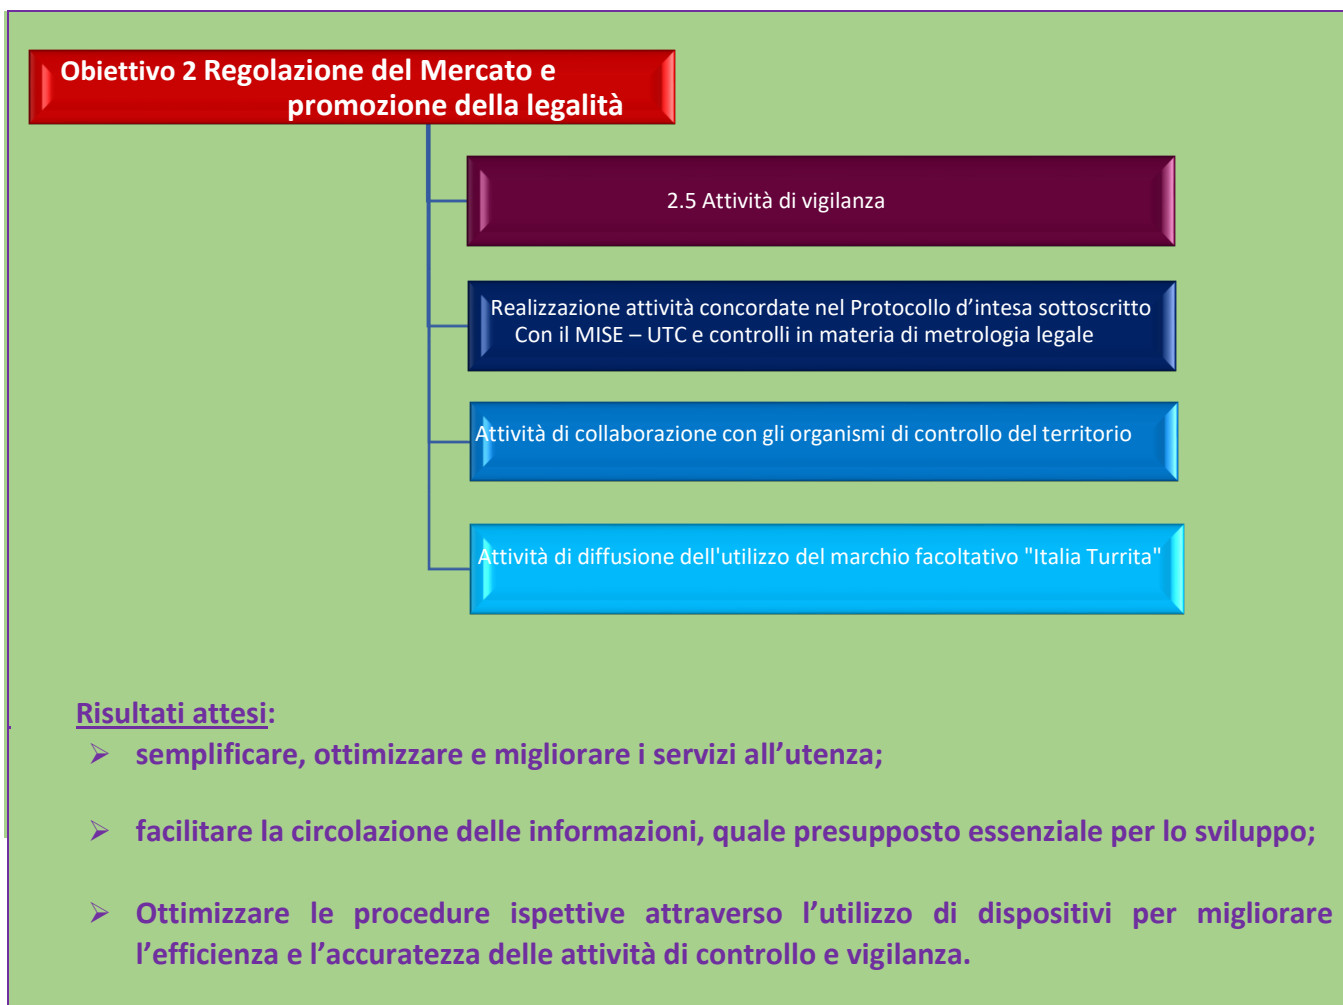 Obiettivo 2 Regolazione del Mercato e
promozione della legalità
2.5 Attività di vigilanza
Realizzazione attività concordate nel Protocollo d’intesa sottoscritto
Con il MISE – UTC e controlli in materia di metrologia legale
Attività di collaborazione con gli organismi di controllo del territorio
Attività di diffusione dell'utilizzo del marchio facoltativo "Italia Turrita"
Risultati attesi:
➢ semplificare, ottimizzare e migliorare i servizi all’utenza;
➢ facilitare la circolazione delle informazioni, quale presupposto essenziale per lo sviluppo;
➢ Ottimizzare le procedure ispettive attraverso l’utilizzo di dispositivi per migliorare
l’efficienza e l’accuratezza delle attività di controllo e vigilanza.